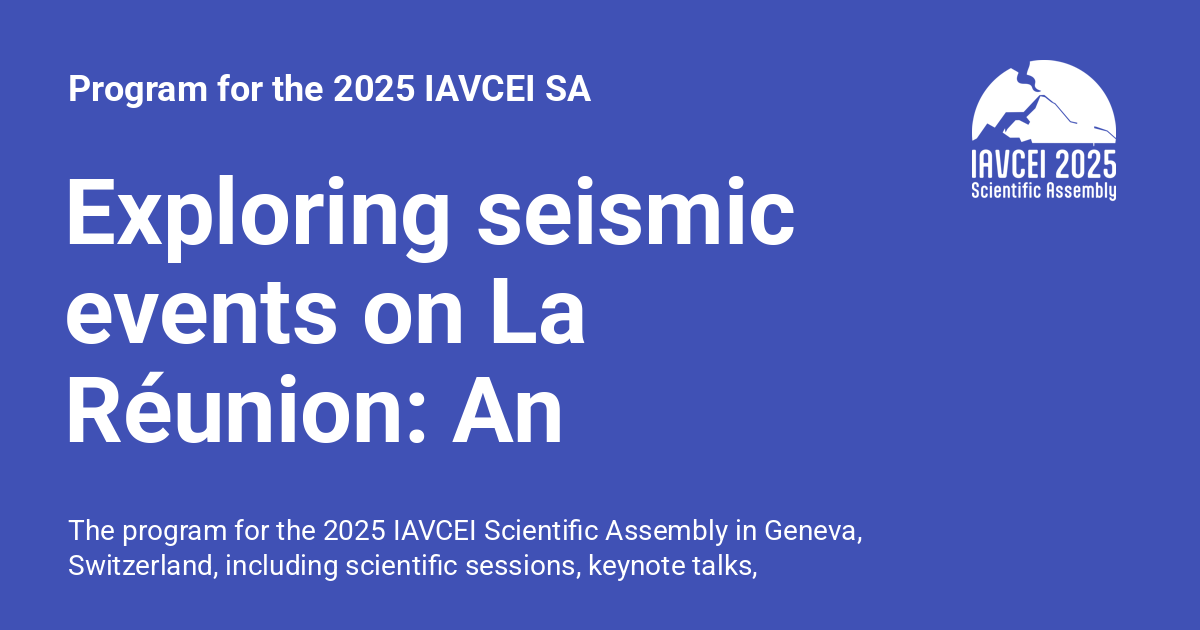 Program for the 2025 IAVCEI SA
IAVCEI 2025
Scientific Assembly
Exploring seismic
events on La
Réunion: An
The program for the 2025 IAVCEI Scientific Assembly in Geneva,
Switzerland, including scientific sessions, keynote talks,